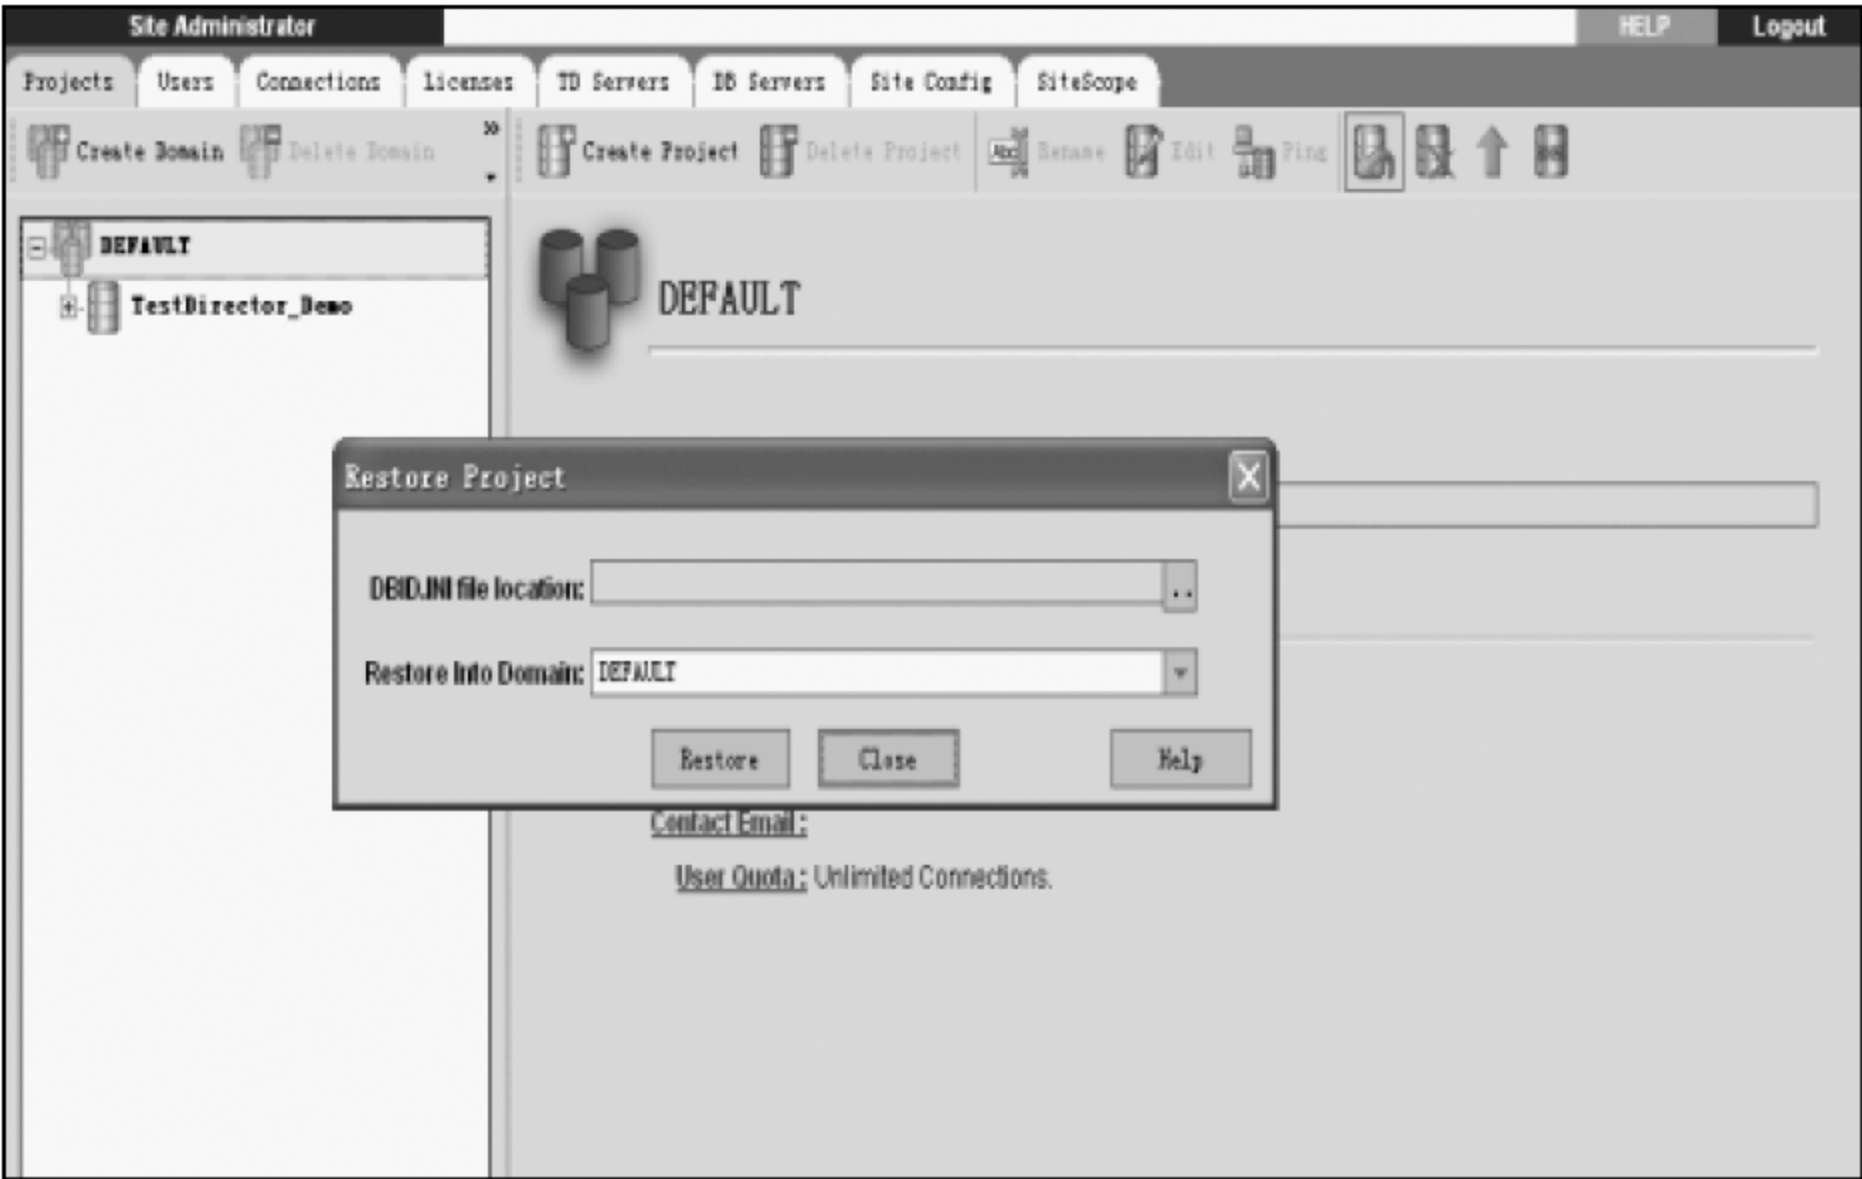 Site Administrator HELP Logout
Projects Users Connections Licenses TD Servers DB Servers Site Config SiteScope
Create Domain Delete Domain » Create Project Delete Project Abc Rename Edit Ping
DEFAULT
TestDirector_Demo
DEFAULT
Restore Project
DBID.INI file location: ..
Restore Into Domain: DEFAULT
Restore Close Help
Contact Email :
User Quota : Unlimited Connections.